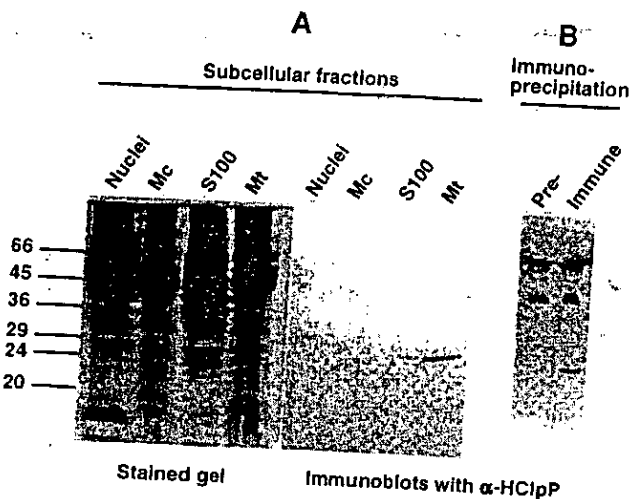 A
B
Subcellular fractions
Immuno-
precipitation
Nuclei Mc S100 Mt Nuclei Mc S100 Mt
Pre- Immune
66
45
36
29
24
20
Stained gel
Immunoblots with α-HClpP